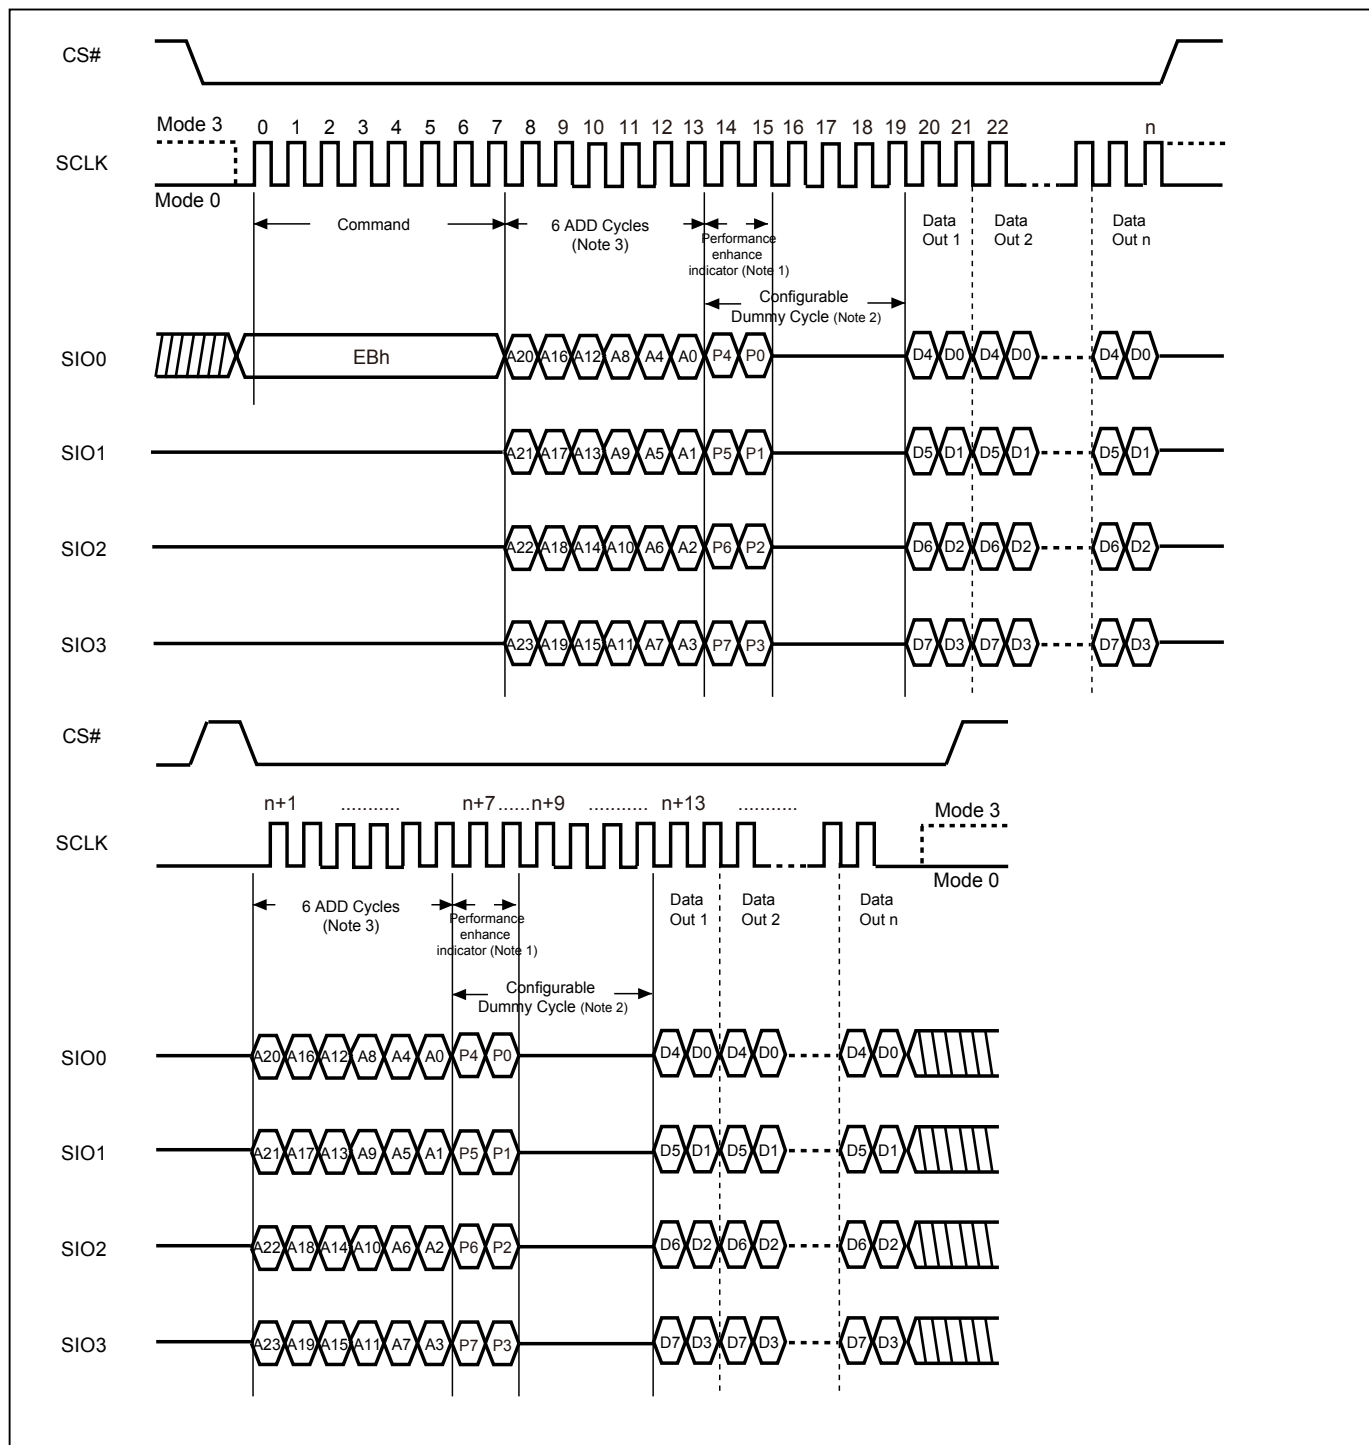 CS#
Mode 3
0 1 2 3 4 5 6 7 8 9 10 11 12 13 14 15 16 17 18 19 20 21 22 n
SCLK
Mode 0
Command
6 ADD Cycles
(Note 3)
Performance
enhance
indicator (Note 1)
Data
Out 1
Data
Out 2
Data
Out n
Configurable
Dummy Cycle (Note 2)
SIO0 EBh A20 A16 A12 A8 A4 A0 P4 P0 D4 D0 D4 D0 D4 D0
SIO1 A21 A17 A13 A9 A5 A1 P5 P1 D5 D1 D5 D1 D5 D1
SIO2 A22 A18 A14 A10 A6 A2 P6 P2 D6 D2 D6 D2 D6 D2
SIO3 A23 A19 A15 A11 A7 A3 P7 P3 D7 D3 D7 D3 D7 D3
CS#
n+1 ........... n+7 ......n+9 ........... n+13 ...........
Mode 3
SCLK
Mode 0
6 ADD Cycles
(Note 3)
Performance
enhance
indicator (Note 1)
Data
Out 1
Data
Out 2
Data
Out n
Configurable
Dummy Cycle (Note 2)
SIO0 A20 A16 A12 A8 A4 A0 P4 P0 D4 D0 D4 D0 D4 D0
SIO1 A21 A17 A13 A9 A5 A1 P5 P1 D5 D1 D5 D1 D5 D1
SIO2 A22 A18 A14 A10 A6 A2 P6 P2 D6 D2 D6 D2 D6 D2
SIO3 A23 A19 A15 A11 A7 A3 P7 P3 D7 D3 D7 D3 D7 D3